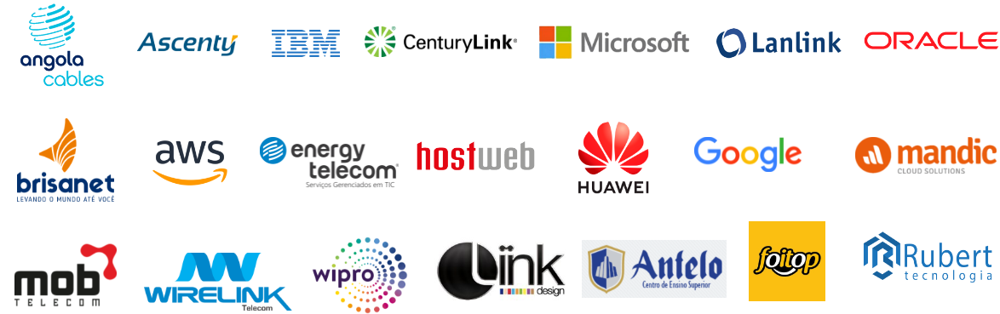 angola
cables
Ascenty
IBM
CenturyLink®
Microsoft
Lanlink
ORACLE
brisanet
LEVANDO O MUNDO ATÉ VOCÊ
aws
energy
telecom
Serviços Gerenciados em TIC
hostweb
HUAWEI
Google
mandic
CLOUD SOLUTIONS
mob
TELECOM
WIRELINK
Telecom
wipro
Link
design
Antelo
Centro de Ensino Superior
foitop
Rubert
tecnologia